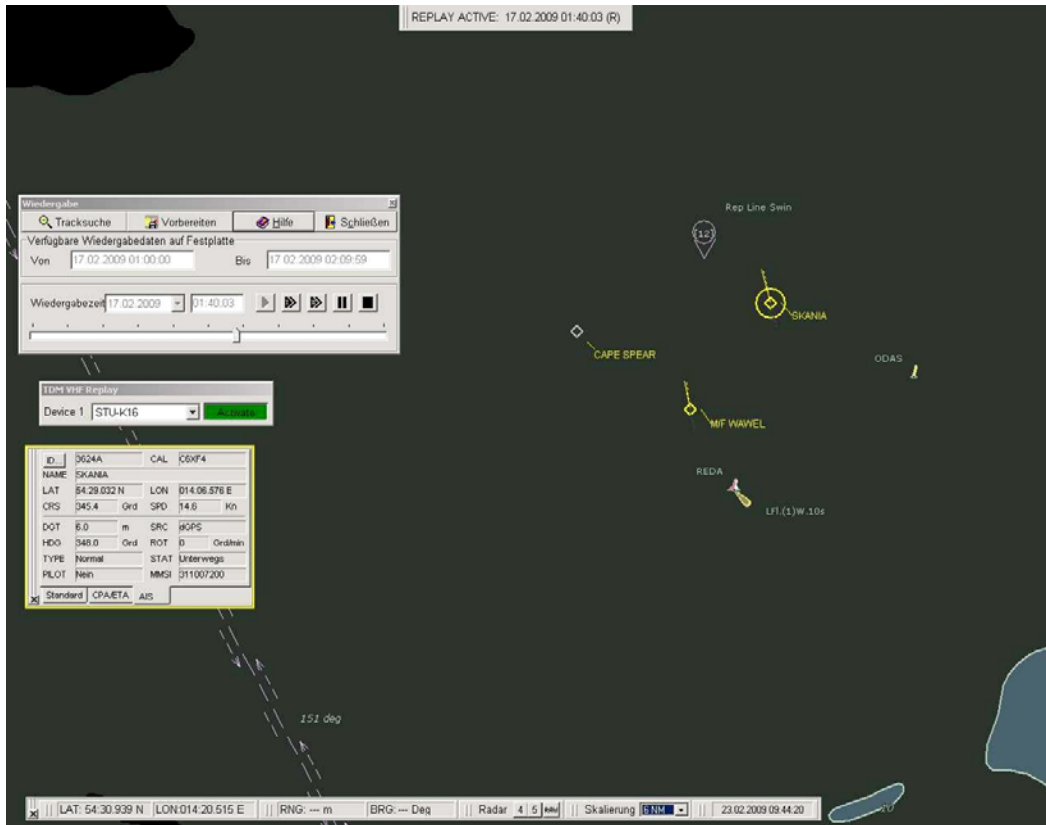 REPLAY ACTIVE: 17.02.2009 01:40:03 (R)
Wiedergabe
Tracksuche Vorbereiten Hilfe Schließen
Verfügbare Wiedergabedaten auf Festplatte
Von 17.02.2009 01:00:00 Bis 17.02.2009 02:09:59
Wiedergabezeit 17.02.2009 01:40:03
Rep Line Swin
(12)
SKANIA
CAPE SPEAR
ODAS
M/F WAWEL
REDA
LFl.(1)W.10s
TDM VHF Replay
Device 1 STU-K16 Activate
ID... 3624A CAL C6XF4
NAME SKANIA
LAT 54.29.032 N LON 014.06.576 E
CRS 345.4 Grd SPD 14.6 Kn
DGT 6.0 m SRC dGPS
HDG 348.0 Grd ROT 0 Grd/min
TYPE Normal STAT Unterwegs
PILOT Nein MMSI 311007200
Standard CPA/ETA AIS
151 deg
LAT: 54:30.939 N LON:014:20.515 E RNG: --- m BRG: --- Deg Radar 4 5 Skalierung 6 NM 23.02.2009 09:44:20
10